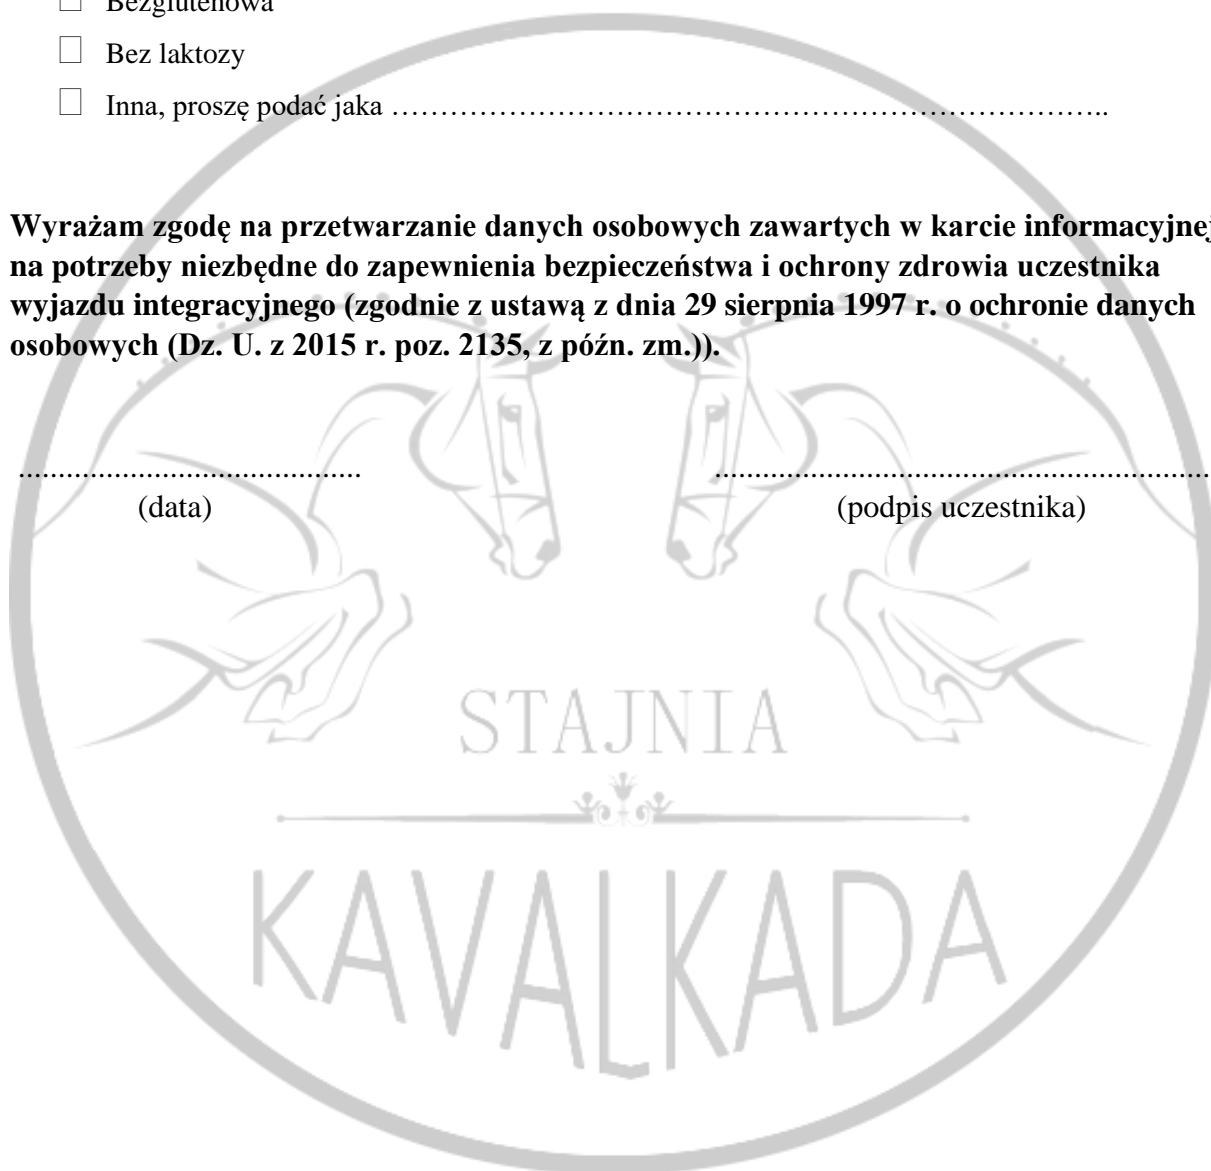 Bezglutenowa
Bez laktozy
Inna, proszę podać jaka ………………………………………………………………..
Wyrażam zgodę na przetwarzanie danych osobowych zawartych w karcie informacyjnej
na potrzeby niezbędne do zapewnienia bezpieczeństwa i ochrony zdrowia uczestnika
wyjazdu integracyjnego (zgodnie z ustawą z dnia 29 sierpnia 1997 r. o ochronie danych
osobowych (Dz. U. z 2015 r. poz. 2135, z późn. zm.)).
............................................ ................................................................
(data) (podpis uczestnika)
STAJNIA
KAVALKADA